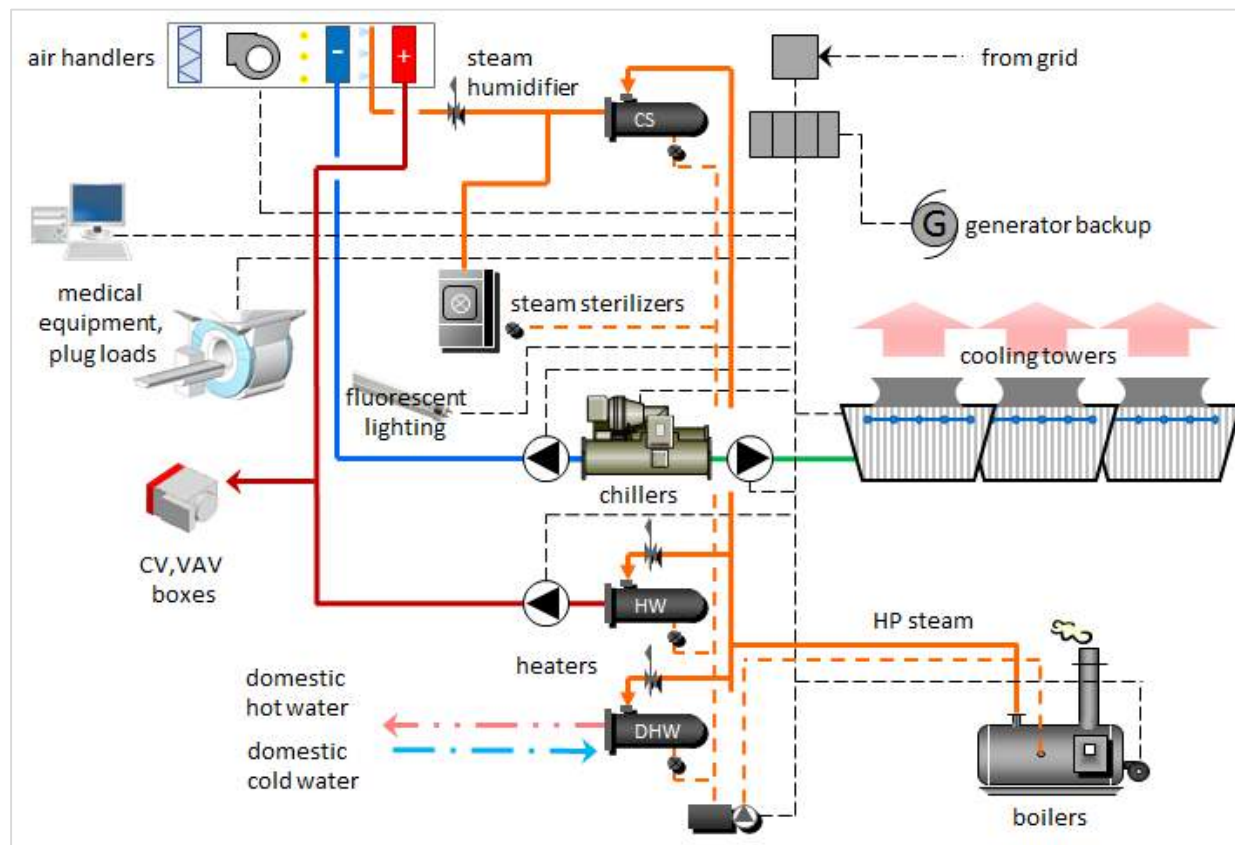 air handlers
-
+
steam
humidifier
CS
from grid
G
generator backup
medical
equipment,
plug loads
steam sterilizers
cooling towers
fluorescent
lighting
chillers
CV,VAV
boxes
HW
HP steam
heaters
domestic
hot water
DHW
domestic
cold water
boilers